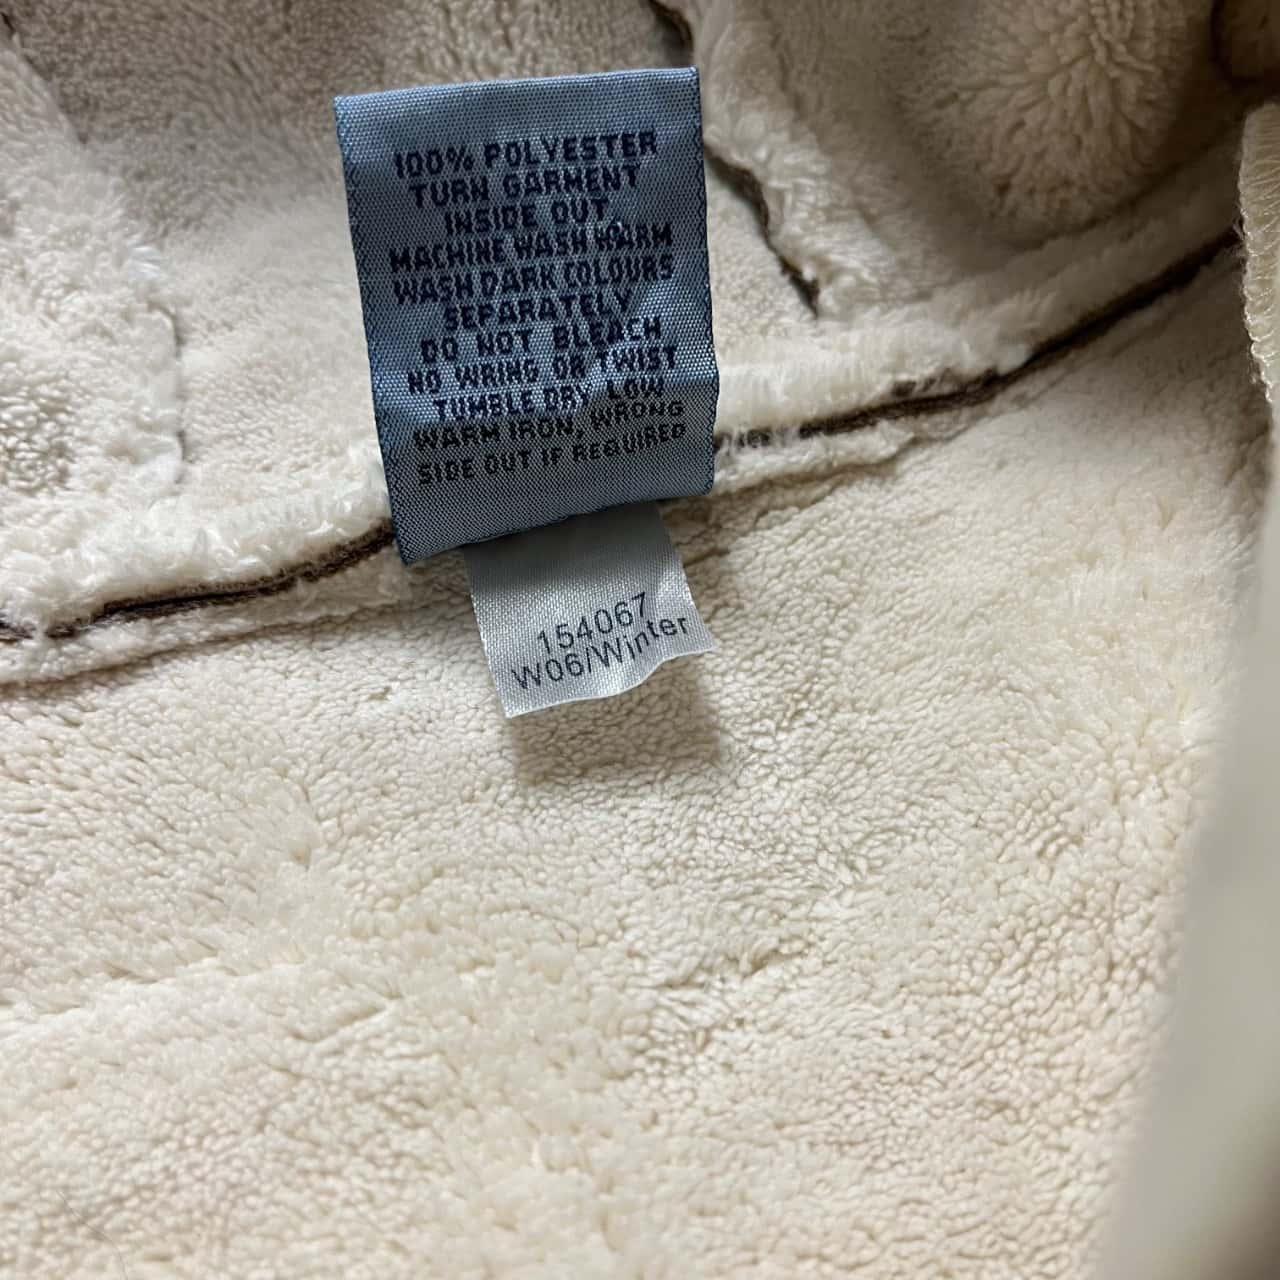 100% POLYESTER
TURN GARMENT
INSIDE OUT
MACHINE WASH WARM
WASH DARK COLOURS
SEPARATELY
DO NOT BLEACH
NO WRING OR TWIST
TUMBLE DRY LOW
WARM IRON, WRONG
SIDE OUT IF REQUIRED
154067
W06/Winter